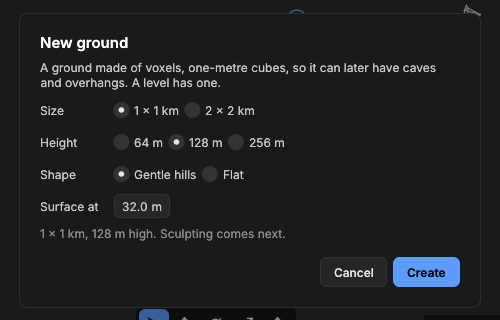 New ground
A ground made of voxels, one-metre cubes, so it can later have caves
and overhangs. A level has one.
Size 1 × 1 km 2 × 2 km
Height 64 m 128 m 256 m
Shape Gentle hills Flat
Surface at 32.0 m
1 × 1 km, 128 m high. Sculpting comes next.
Cancel Create